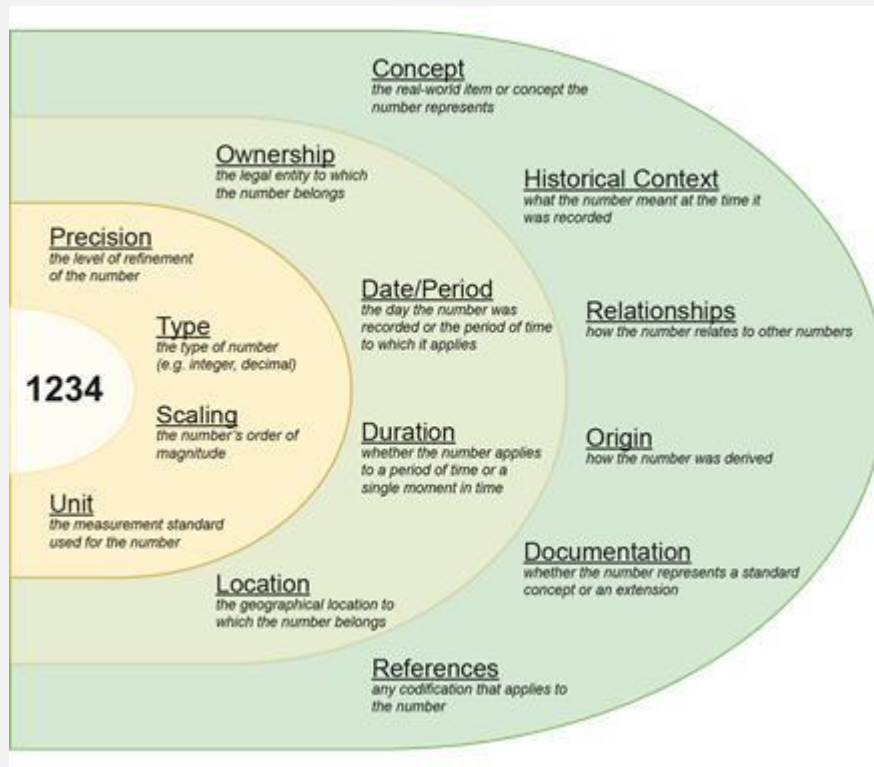 Concept
the real-world item or concept the
number represents
Ownership
the legal entity to which
the number belongs
Historical Context
what the number meant at the time it
was recorded
Precision
the level of refinement
of the number
Date/Period
the day the number was
recorded or the period of time
to which it applies
Relationships
how the number relates to other numbers
Type
the type of number
(e.g. integer, decimal)
1234
Scaling
the number's order of
magnitude
Duration
whether the number applies
to a period of time or a
single moment in time
Origin
how the number was derived
Unit
the measurement standard
used for the number
Documentation
whether the number represents a standard
concept or an extension
Location
the geographical location to
which the number belongs
References
any codification that applies to
the number